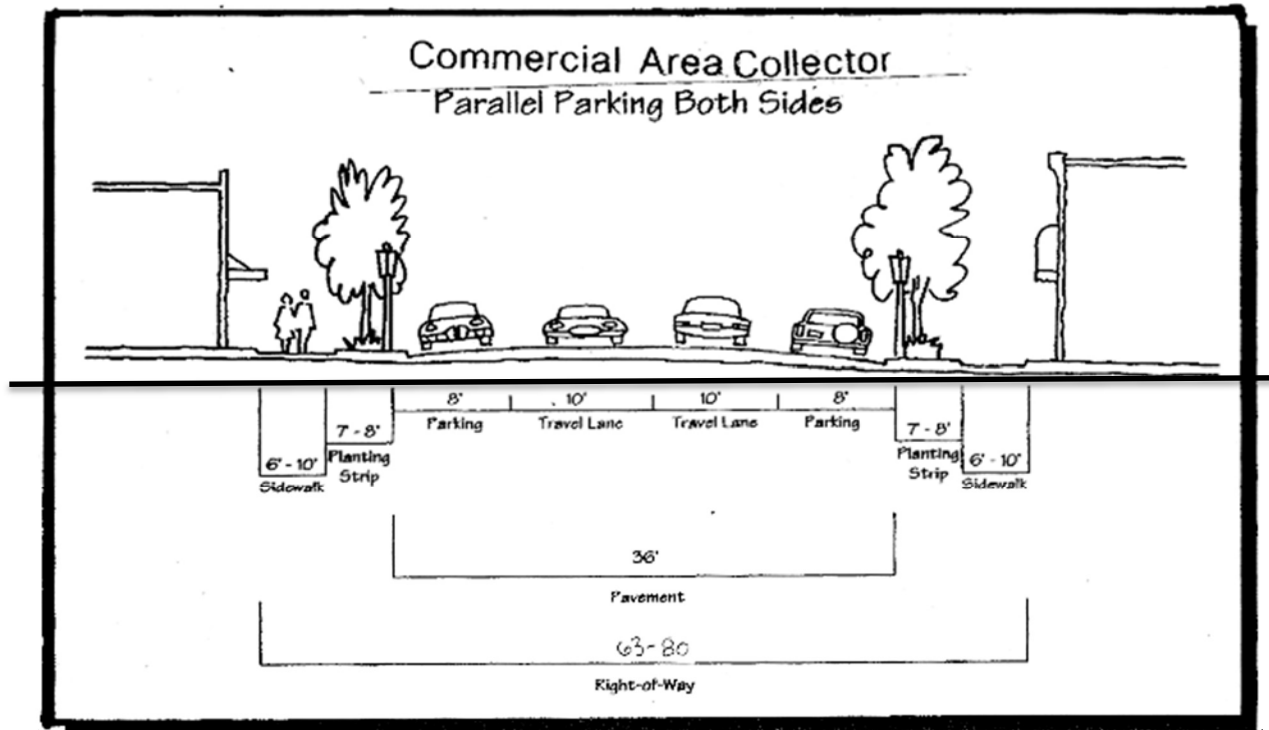 Commercial Area Collector
Parallel Parking Both Sides
8' 10' 10' 8'
Parking Travel Lane Travel Lane Parking
7 - 8' 7 - 8'
Planting Strip Planting Strip
6' - 10' 6' - 10'
Sidewalk Sidewalk
36'
Pavement
63-80
Right-of-Way